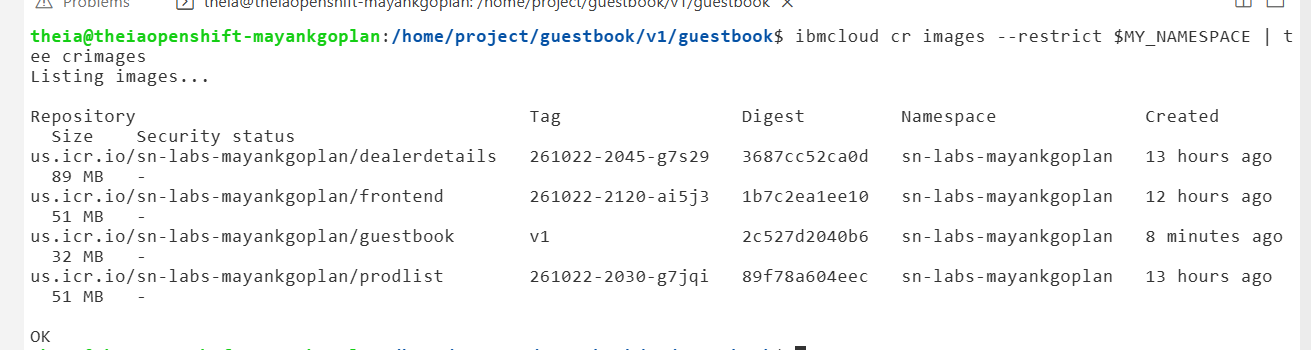 Problems theia@theiaopenshift-mayankgoplan: /home/project/guestbook/v1/guestbook
theia@theiaopenshift-mayankgoplan:/home/project/guestbook/v1/guestbook$ ibmcloud cr images --restrict $MY_NAMESPACE | t
ee crimages
Listing images...
Repository Tag Digest Namespace Created
Size Security status
us.icr.io/sn-labs-mayankgoplan/dealerdetails 261022-2045-g7s29 3687cc52ca0d sn-labs-mayankgoplan 13 hours ago
89 MB -
us.icr.io/sn-labs-mayankgoplan/frontend 261022-2120-ai5j3 1b7c2ea1ee10 sn-labs-mayankgoplan 12 hours ago
51 MB -
us.icr.io/sn-labs-mayankgoplan/guestbook v1 2c527d2040b6 sn-labs-mayankgoplan 8 minutes ago
32 MB -
us.icr.io/sn-labs-mayankgoplan/prodlist 261022-2030-g7jqi 89f78a604eec sn-labs-mayankgoplan 13 hours ago
51 MB -
OK